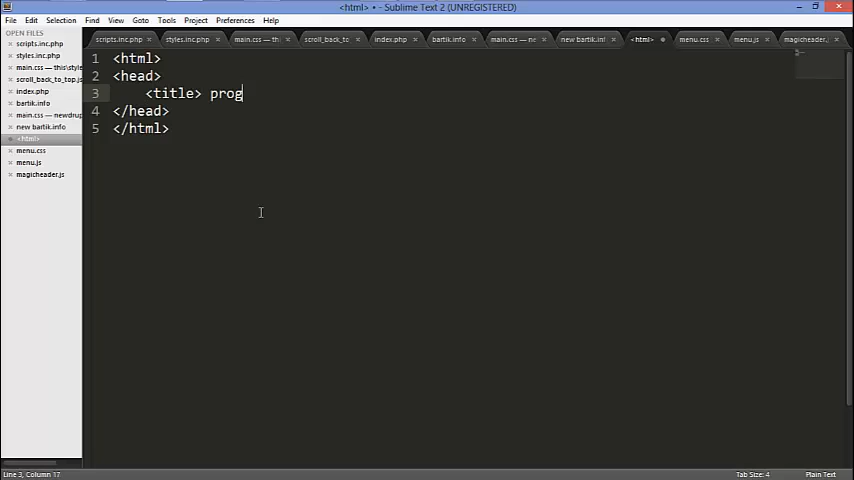 <html> • - Sublime Text 2 (UNREGISTERED)
File Edit Selection Find View Goto Tools Project Preferences Help
OPEN FILES
scripts.inc.php
styles.inc.php
main.css — this\style
scroll_back_to_top.js
index.php
bartik.info
main.css — newdrup
new bartik.info
<html>
menu.css
menu.js
magicheader.js
scripts.inc.php styles.inc.php main.css — thi scroll_back_to index.php bartik.info main.css — ne new bartik.inf <html> menu.css menu.js magicheader.j
1 <html>
2 <head>
3 <title> prog
4 </head>
5 </html>
Line 3, Column 17 Tab Size: 4 Plain Text